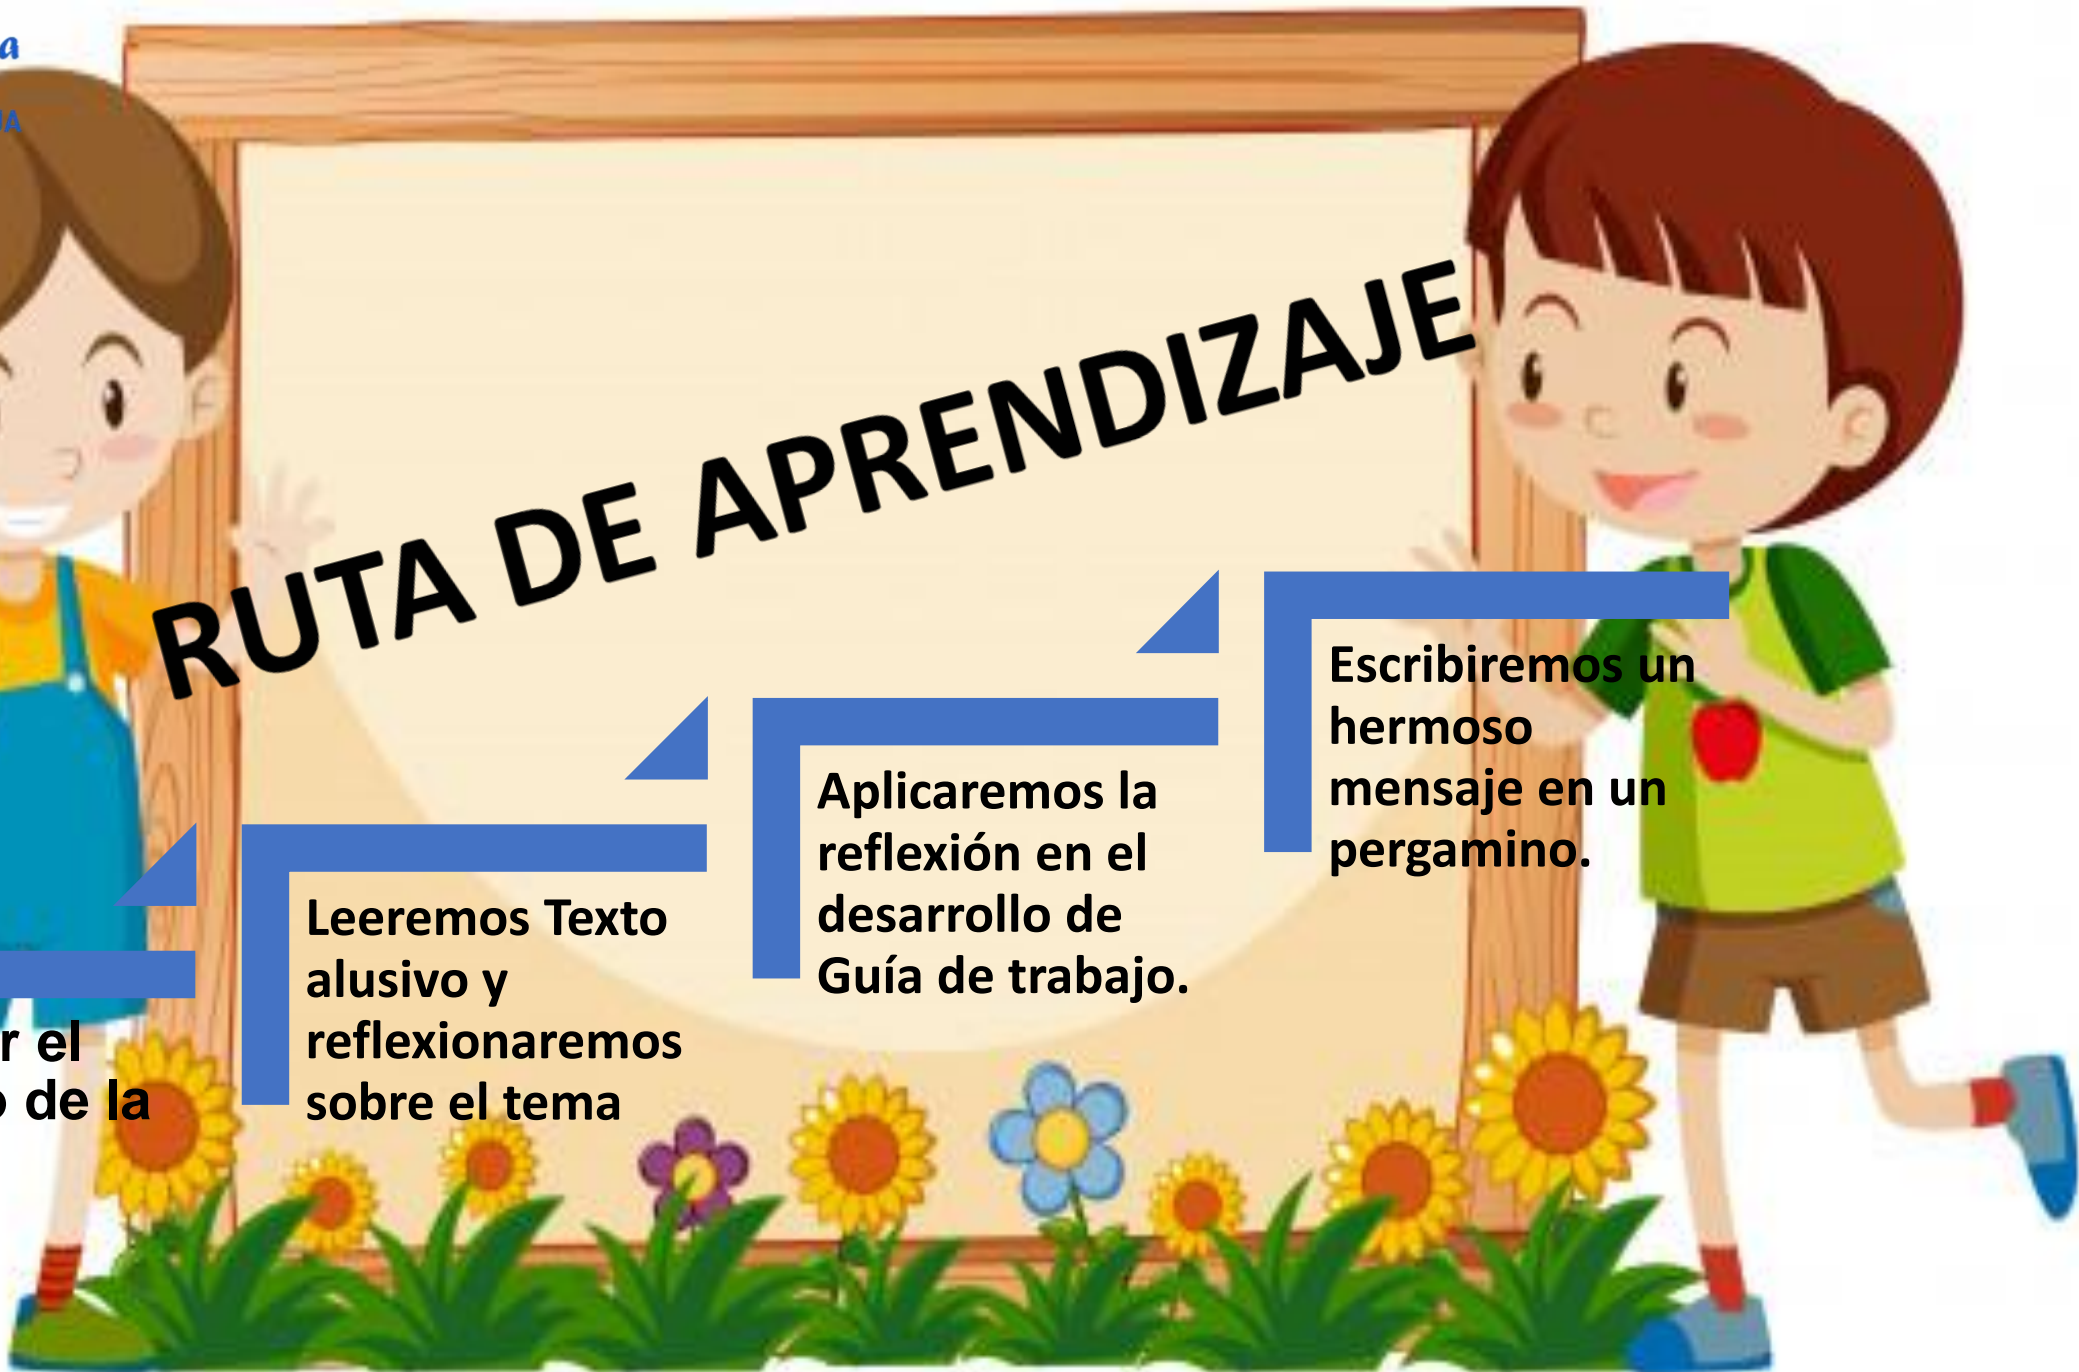 RUTA DE APRENDIZAJE
el
de la
Leeremos Texto
alusivo y
reflexionaremos
sobre el tema
Aplicaremos la
reflexión en el
desarrollo de
Guía de trabajo.
Escribiremos un
hermoso
mensaje en un
pergamino.